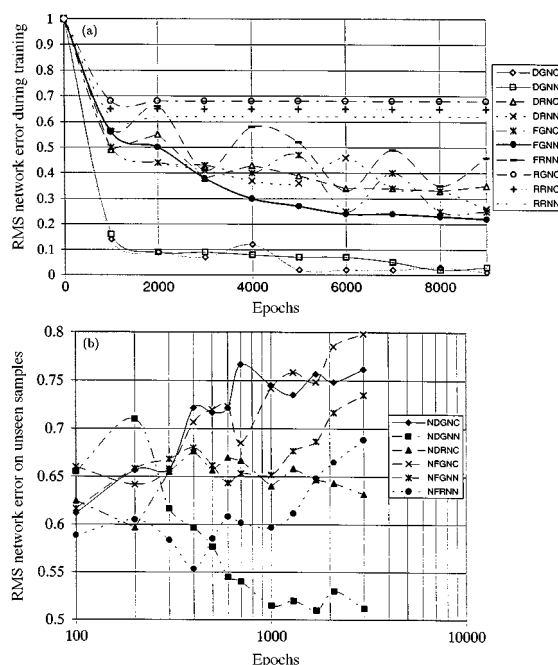 (a)
RMS network error during training
1
0.9
0.8
0.7
0.6
0.5
0.4
0.3
0.2
0.1
0
0
2000
4000
6000
8000
Epochs
DGNC
DGNN
DRNC
DRNN
FGNC
FGNN
FRNN
RGNC
RRNC
RRNN
(b)
RMS network error on unseen samples
0.8
0.75
0.7
0.65
0.6
0.55
0.5
100
1000
10000
Epochs
NDGNC
NDGNN
NDRNC
NFGNC
NFGNN
NFRNN